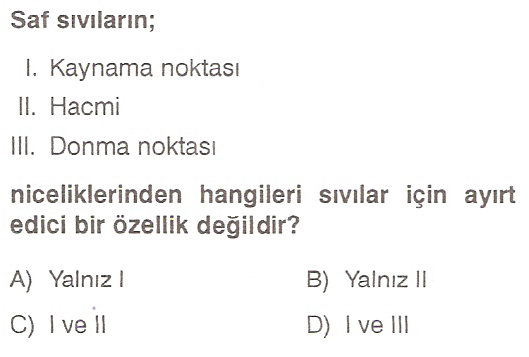 Saf sıvıların;
I. Kaynama noktası
II. Hacmi
III. Donma noktası
niceliklerinden hangileri sıvılar için ayırt
edici bir özellik değildir?
A) Yalnız I B) Yalnız II
C) I ve II D) I ve III